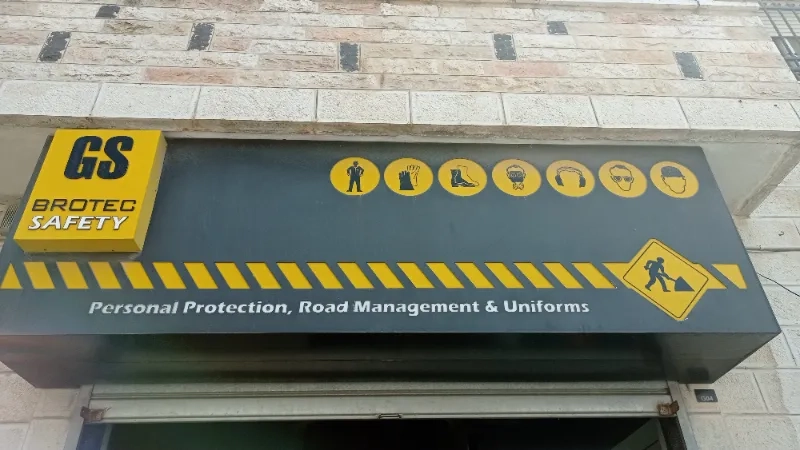 GS
BROTEC
SAFETY
Personal Protection, Road Management & Uniforms